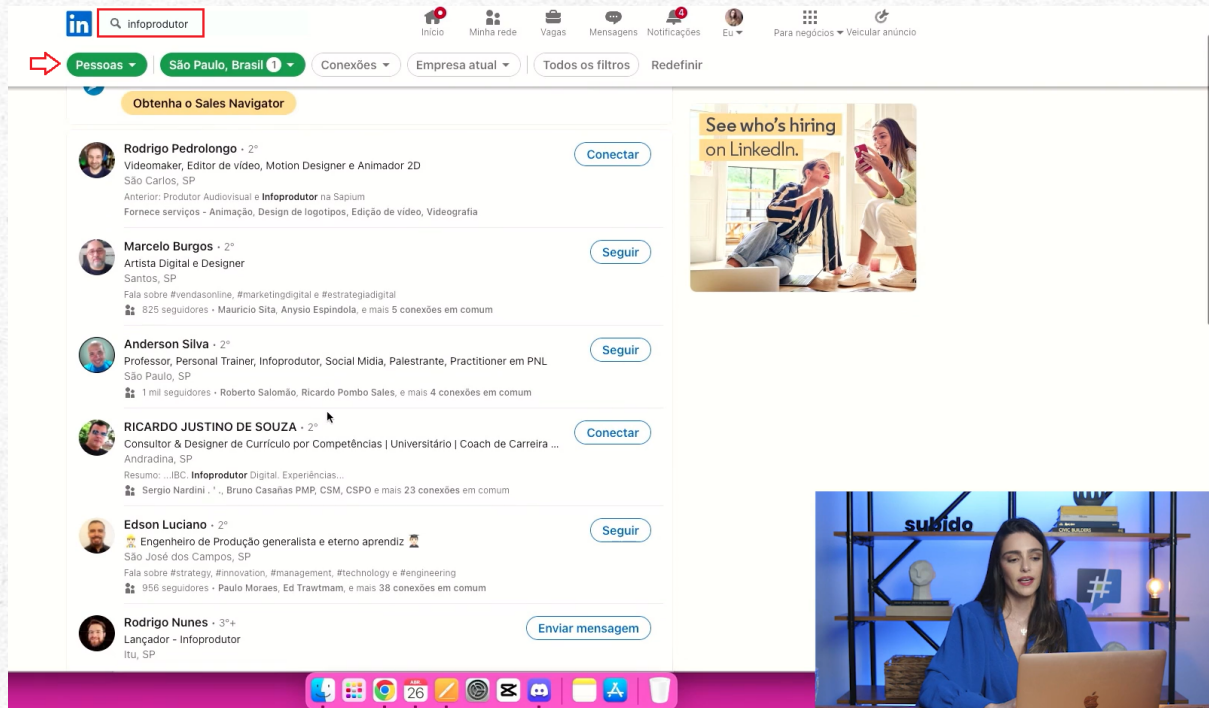 in
infoprodutor
Início
Minha rede
Vagas
Mensagens
4
Notificações
Eu
Para negócios
Veicular anúncio
Pessoas
São Paulo, Brasil 1
Conexões
Empresa atual
Todos os filtros
Redefinir
Obtenha o Sales Navigator
Rodrigo Pedrolongo • 2°
Conectar
Videomaker, Editor de vídeo, Motion Designer e Animador 2D
São Carlos, SP
Anterior: Produtor Audiovisual e Infoprodutor na Sapium
Fornece serviços - Animação, Design de logotipos, Edição de vídeo, Videografia
Marcelo Burgos • 2°
Seguir
Artista Digital e Designer
Santos, SP
Fala sobre #vendasonline, #marketingdigital e #estrategiadigital
825 seguidores • Mauricio Sita, Anysio Espindola, e mais 5 conexões em comum
Anderson Silva • 2°
Seguir
Professor, Personal Trainer, Infoprodutor, Social Midia, Palestrante, Practitioner em PNL
São Paulo, SP
1 mil seguidores • Roberto Salomão, Ricardo Pombo Sales, e mais 4 conexões em comum
RICARDO JUSTINO DE SOUZA • 2°
Conectar
Consultor & Designer de Currículo por Competências | Universitário | Coach de Carreira ...
Andradina, SP
Resumo: ...IBC. Infoprodutor Digital. Experiências...
Sergio Nardini . ' ., Bruno Casañas PMP, CSM, CSPO e mais 23 conexões em comum
Edson Luciano • 2°
Seguir
Engenheiro de Produção generalista e eterno aprendiz
São José dos Campos, SP
Fala sobre #strategy, #innovation, #management, #technology e #engineering
956 seguidores • Paulo Moraes, Ed Trawtmam, e mais 38 conexões em comum
Rodrigo Nunes • 3°+
Enviar mensagem
Lançador - Infoprodutor
Itu, SP
See who's hiring
on LinkedIn.
subido
CIVIC BUILDERS
#
26